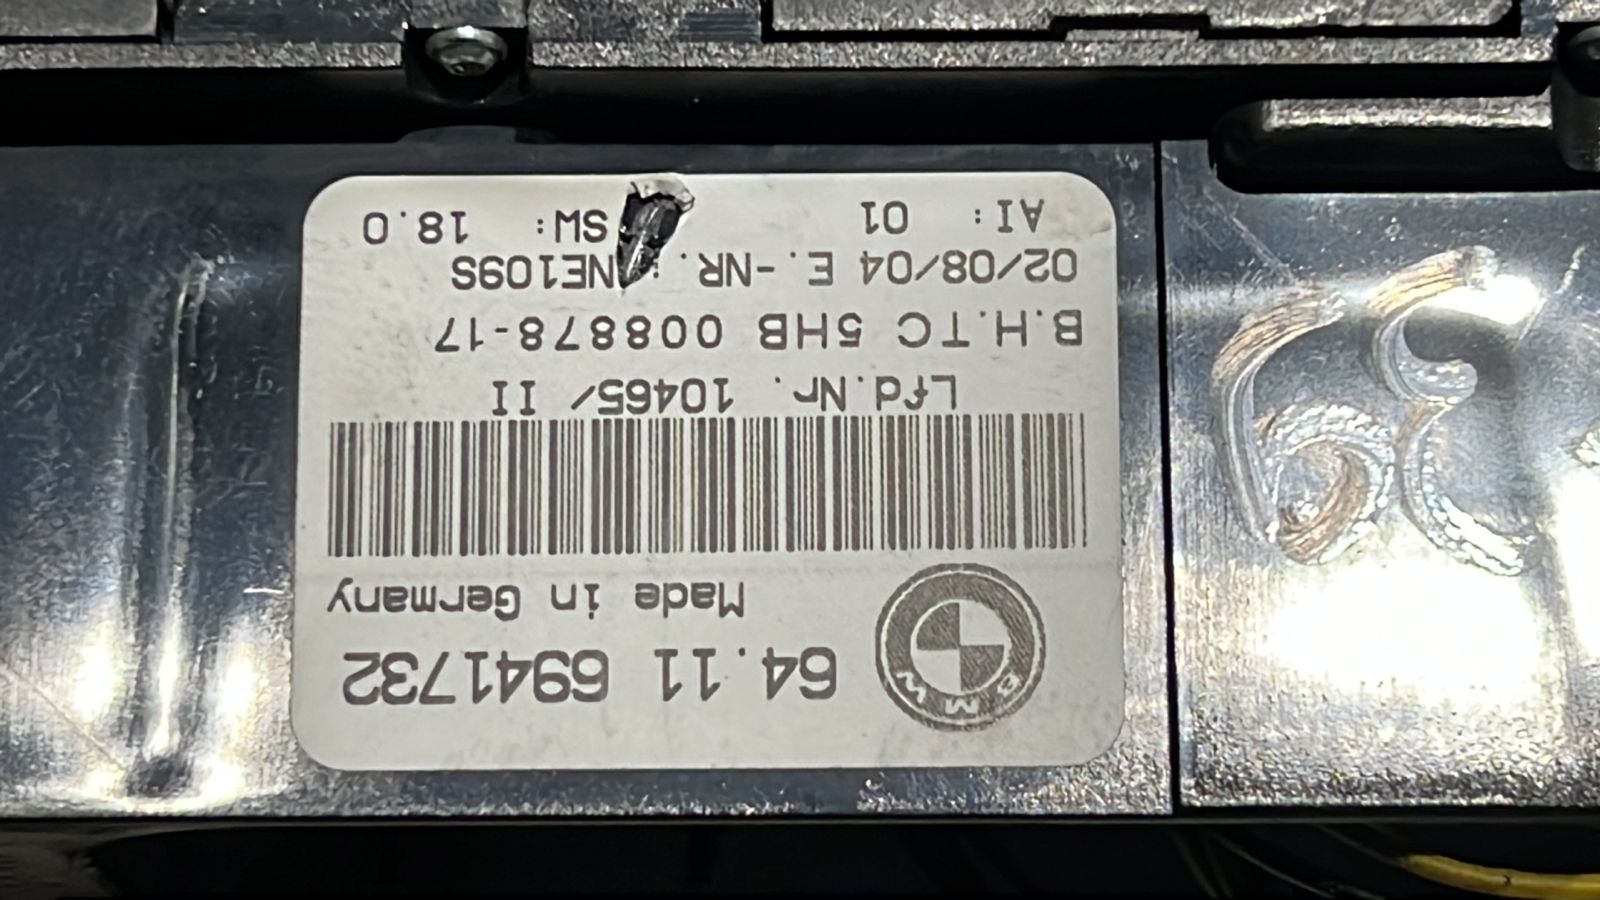 BMW
64.11 6941732
Made in Germany
Lfd.Nr. 10465/ II
B.H.TC 5HB 008878-17
02/08/04 E.-NR.:NE109S
AI: 01 SW: 18.0